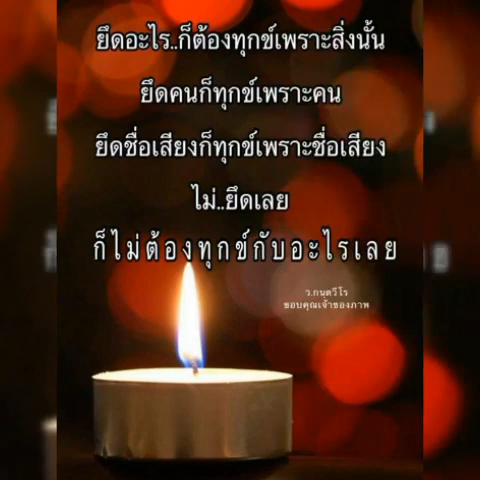 ยึดอะไร..ก็ต้องทุกข์เพราะสิ่งนั้น
ยึดคนก็ทุกข์เพราะคน
ยึดชื่อเสียงก็ทุกข์เพราะชื่อเสียง
ไม่..ยึดเลย
ก็ไม่ต้องทุกข์กับอะไรเลย
ว.กนตวีโร
ขอบคุณเจ้าของภาพ